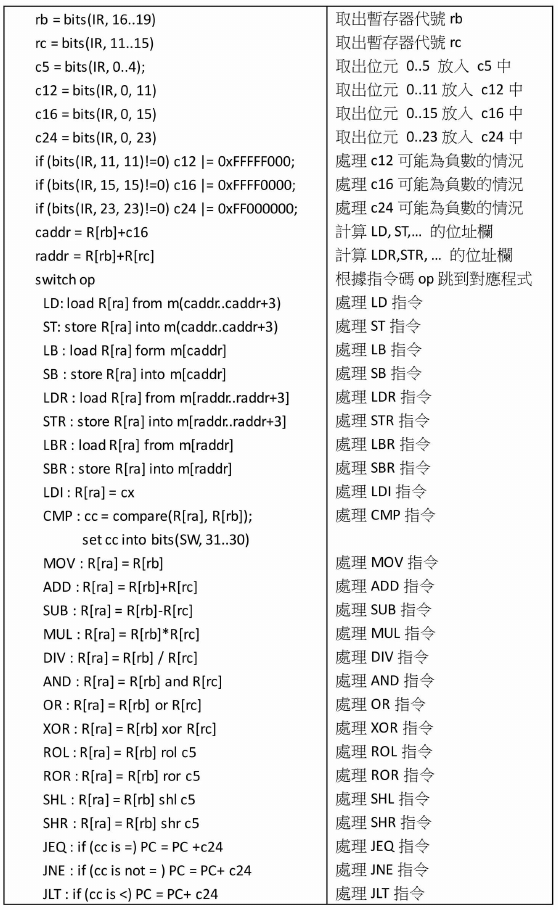 rb = bits(IR, 16..19) 取出暫存器代號 rb
rc = bits(IR, 11..15) 取出暫存器代號 rc
c5 = bits(IR, 0..4); 取出位元 0..5 放入 c5 中
c12 = bits(IR, 0, 11) 取出位元 0..11 放入 c12 中
c16 = bits(IR, 0, 15) 取出位元 0..15 放入 c16 中
c24 = bits(IR, 0, 23) 取出位元 0..23 放入 c24 中
if (bits(IR, 11, 11)!=0) c12 |= 0xFFFFF000; 處理 c12 可能為負數的情況
if (bits(IR, 15, 15)!=0) c16 |= 0xFFFF0000; 處理 c16 可能為負數的情況
if (bits(IR, 23, 23)!=0) c24 |= 0xFF000000; 處理 c24 可能為負數的情況
caddr = R[rb]+c16 計算 LD, ST,... 的位址欄
raddr = R[rb]+R[rc] 計算 LDR,STR, ... 的位址欄
switch op 根據指令碼 op 跳到對應程式
LD: load R[ra] from m(caddr..caddr+3) 處理 LD 指令
ST: store R[ra] into m(caddr..caddr+3) 處理 ST 指令
LB : load R[ra] form m[caddr] 處理 LB 指令
SB : store R[ra] into m[caddr] 處理 SB 指令
LDR : load R[ra] from m[raddr..raddr+3] 處理 LDR 指令
STR : store R[ra] into m[raddr..raddr+3] 處理 STR 指令
LBR : load R[ra] from m[raddr] 處理 LBR 指令
SBR : store R[ra] into m[raddr] 處理 SBR 指令
LDI : R[ra] = cx 處理 LDI 指令
CMP : cc = compare(R[ra], R[rb]); 處理 CMP 指令
set cc into bits(SW, 31..30)
MOV : R[ra] = R[rb] 處理 MOV 指令
ADD : R[ra] = R[rb]+R[rc] 處理 ADD 指令
SUB : R[ra] = R[rb]-R[rc] 處理 SUB 指令
MUL : R[ra] = R[rb]*R[rc] 處理 MUL 指令
DIV : R[ra] = R[rb] / R[rc] 處理 DIV 指令
AND : R[ra] = R[rb] and R[rc] 處理 AND 指令
OR : R[ra] = R[rb] or R[rc] 處理 OR 指令
XOR : R[ra] = R[rb] xor R[rc] 處理 XOR 指令
ROL : R[ra] = R[rb] rol c5 處理 ROL 指令
ROR : R[ra] = R[rb] ror c5 處理 ROR 指令
SHL : R[ra] = R[rb] shl c5 處理 SHL 指令
SHR : R[ra] = R[rb] shr c5 處理 SHR 指令
JEQ : if (cc is =) PC = PC +c24 處理 JEQ 指令
JNE : if (cc is not = ) PC = PC+ c24 處理 JNE 指令
JLT : if (cc is <) PC = PC+ c24 處理 JLT 指令